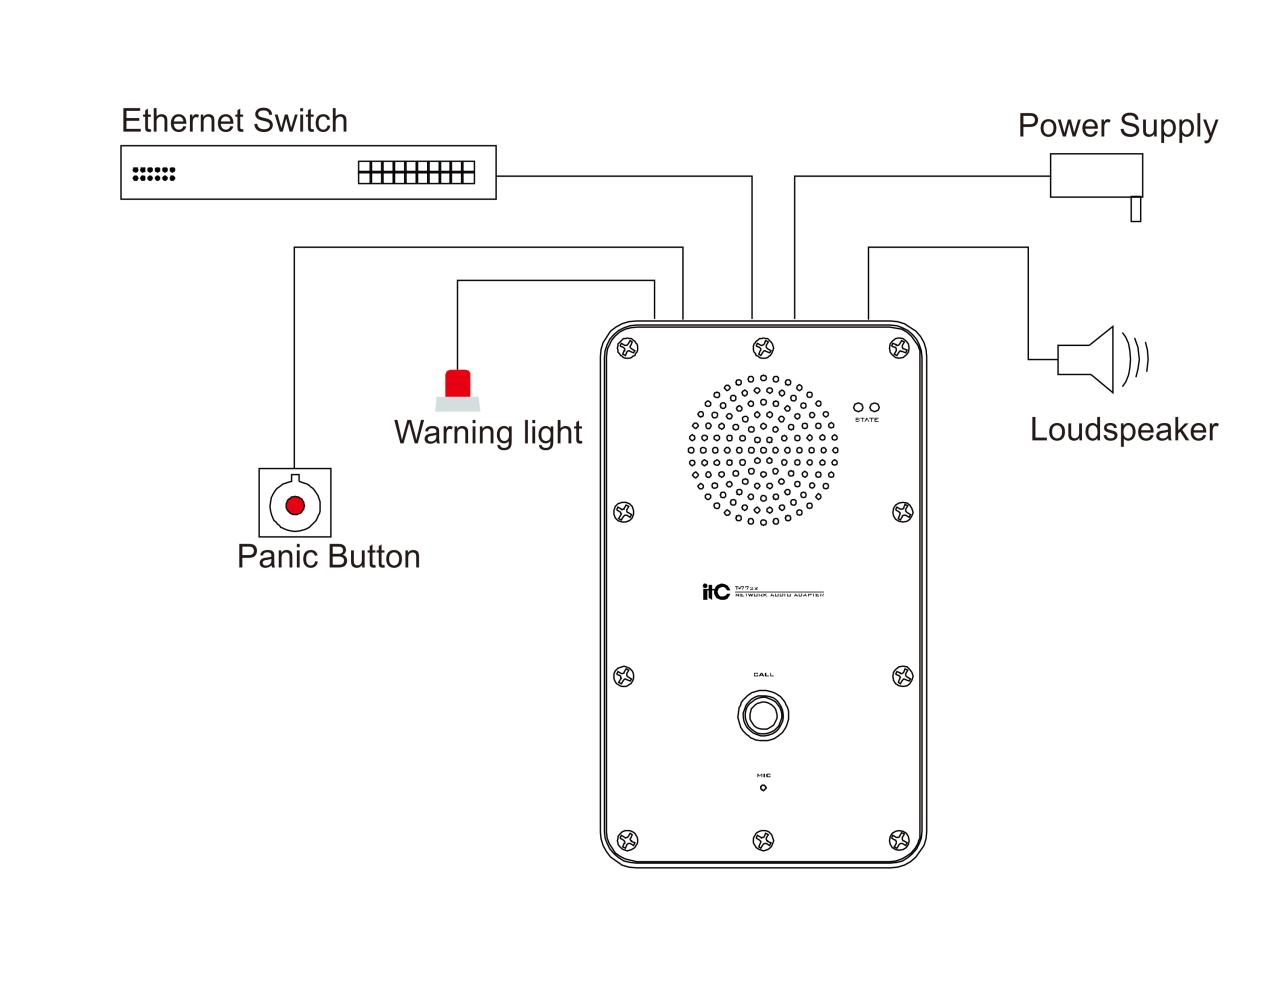 Ethernet Switch
Power Supply
Warning light
Loudspeaker
Panic Button
STATE
itC
NETWORK AUDIO ADAPTER
CALL
MIC